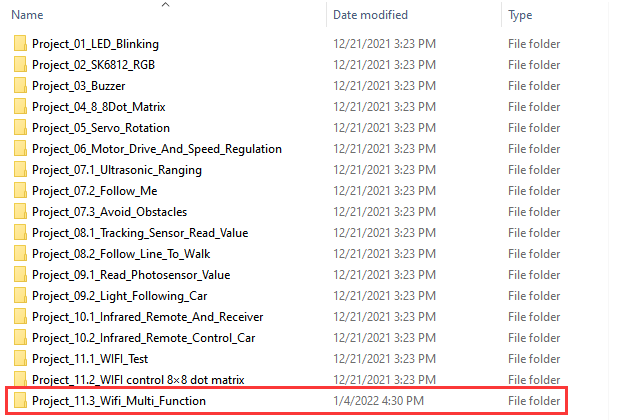 Name Date modified Type
Project_01_LED_Blinking 12/21/2021 3:23 PM File folder
Project_02_SK6812_RGB 12/21/2021 3:23 PM File folder
Project_03_Buzzer 12/21/2021 3:23 PM File folder
Project_04_8_8Dot_Matrix 12/21/2021 3:23 PM File folder
Project_05_Servo_Rotation 12/21/2021 3:23 PM File folder
Project_06_Motor_Drive_And_Speed_Regulation 12/21/2021 3:23 PM File folder
Project_07.1_Ultrasonic_Ranging 12/21/2021 3:23 PM File folder
Project_07.2_Follow_Me 12/21/2021 3:23 PM File folder
Project_07.3_Avoid_Obstacles 12/21/2021 3:23 PM File folder
Project_08.1_Tracking_Sensor_Read_Value 12/21/2021 3:23 PM File folder
Project_08.2_Follow_Line_To_Walk 12/21/2021 3:23 PM File folder
Project_09.1_Read_Photosensor_Value 12/21/2021 3:23 PM File folder
Project_09.2_Light_Following_Car 12/21/2021 3:23 PM File folder
Project_10.1_Infrared_Remote_And_Receiver 12/21/2021 3:23 PM File folder
Project_10.2_Infrared_Remote_Control_Car 12/21/2021 3:23 PM File folder
Project_11.1_WIFI_Test 12/21/2021 3:23 PM File folder
Project_11.2_WIFI control 8×8 dot matrix 12/21/2021 3:23 PM File folder
Project_11.3_Wifi_Multi_Function 1/4/2022 4:30 PM File folder